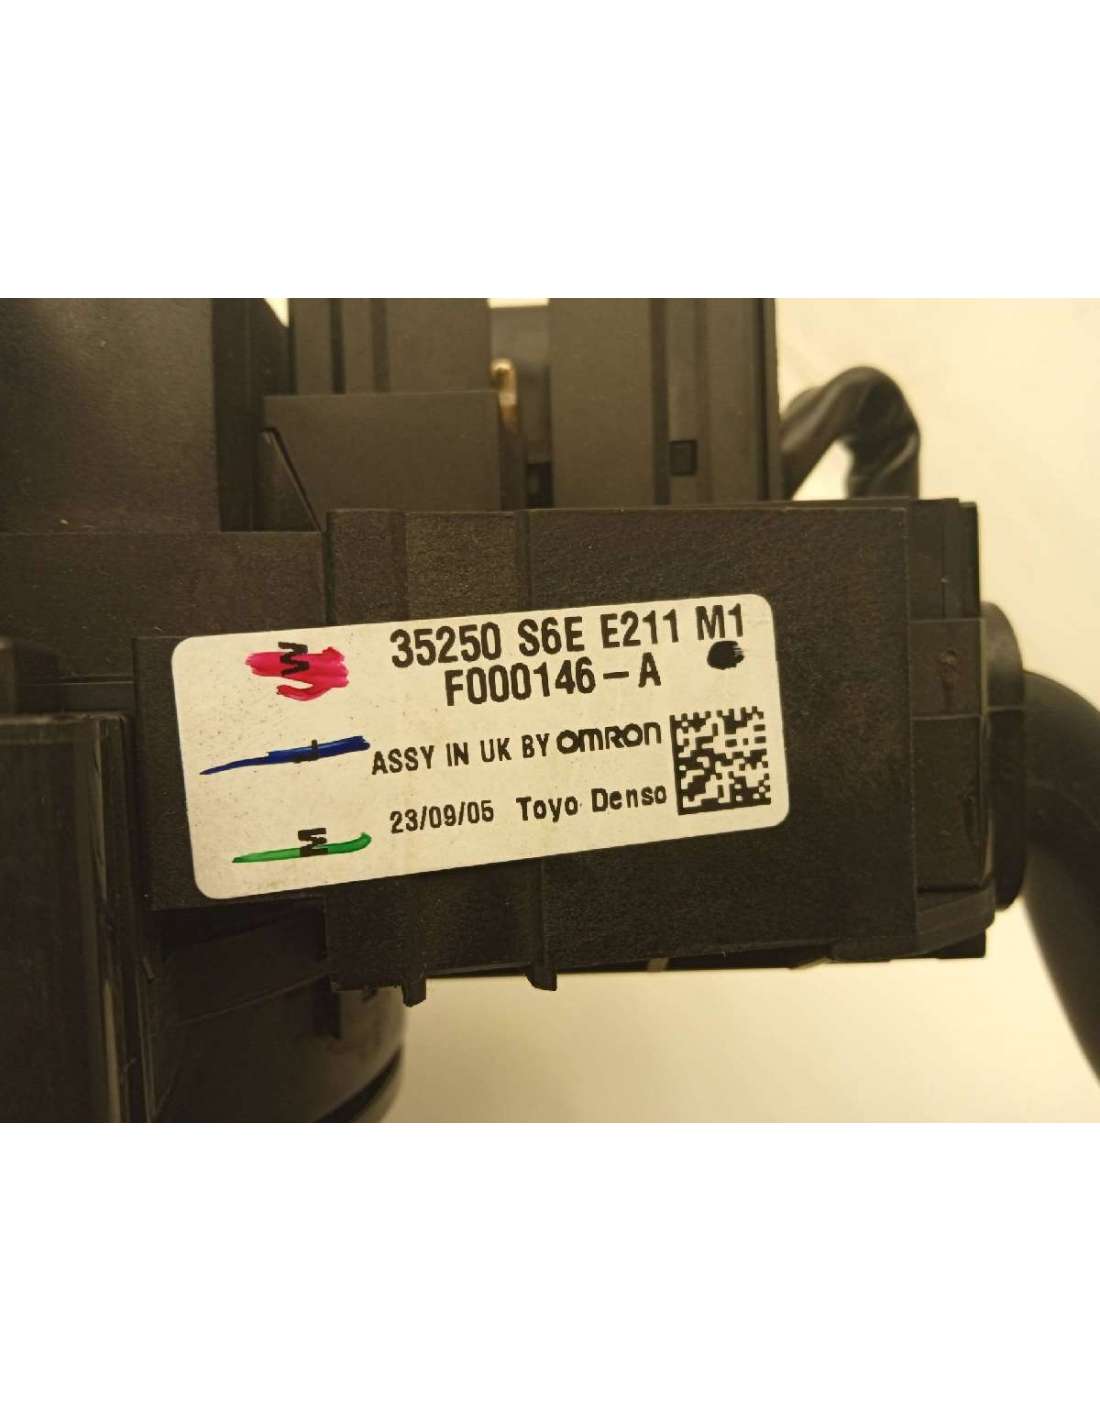 35250 S6E E211 M1
F000146-A
ASSY IN UK BY OMRON
23/09/05 Toyo Denso